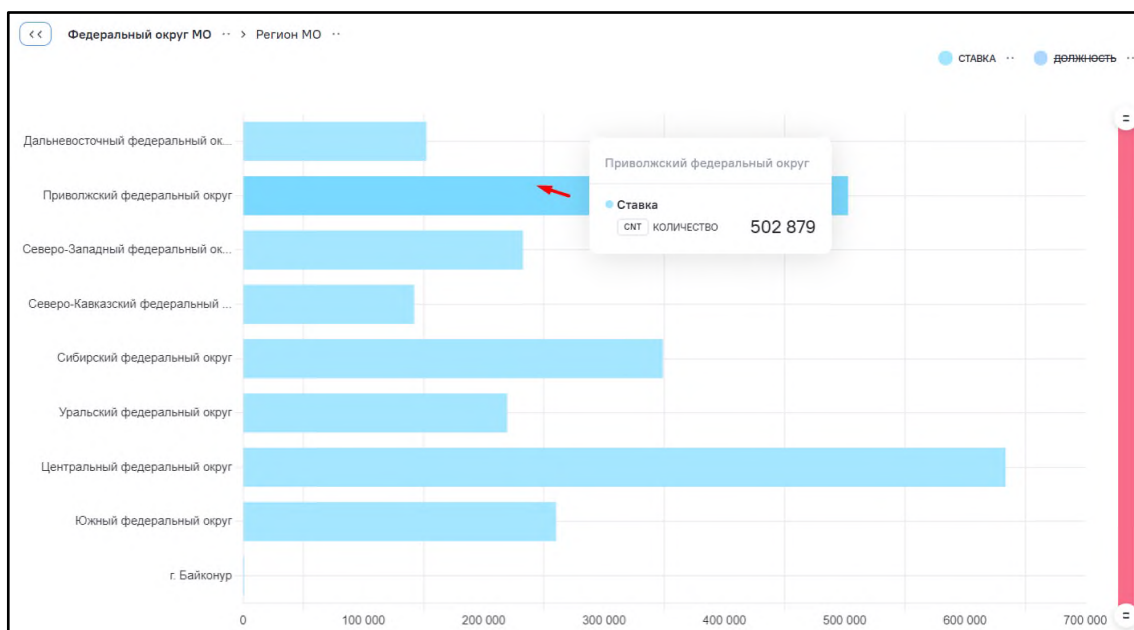 << Федеральный округ МО ·· > Регион МО ··
СТАВКА ·· ДОЛЖНОСТЬ ··
Дальневосточный федеральный ок...
Приволжский федеральный округ
Северо-Западный федеральный ок...
Северо-Кавказский федеральный ...
Сибирский федеральный округ
Уральский федеральный округ
Центральный федеральный округ
Южный федеральный округ
г. Байконур
Приволжский федеральный округ
Ставка
CNT КОЛИЧЕСТВО 502 879
0 100 000 200 000 300 000 400 000 500 000 600 000 700 000